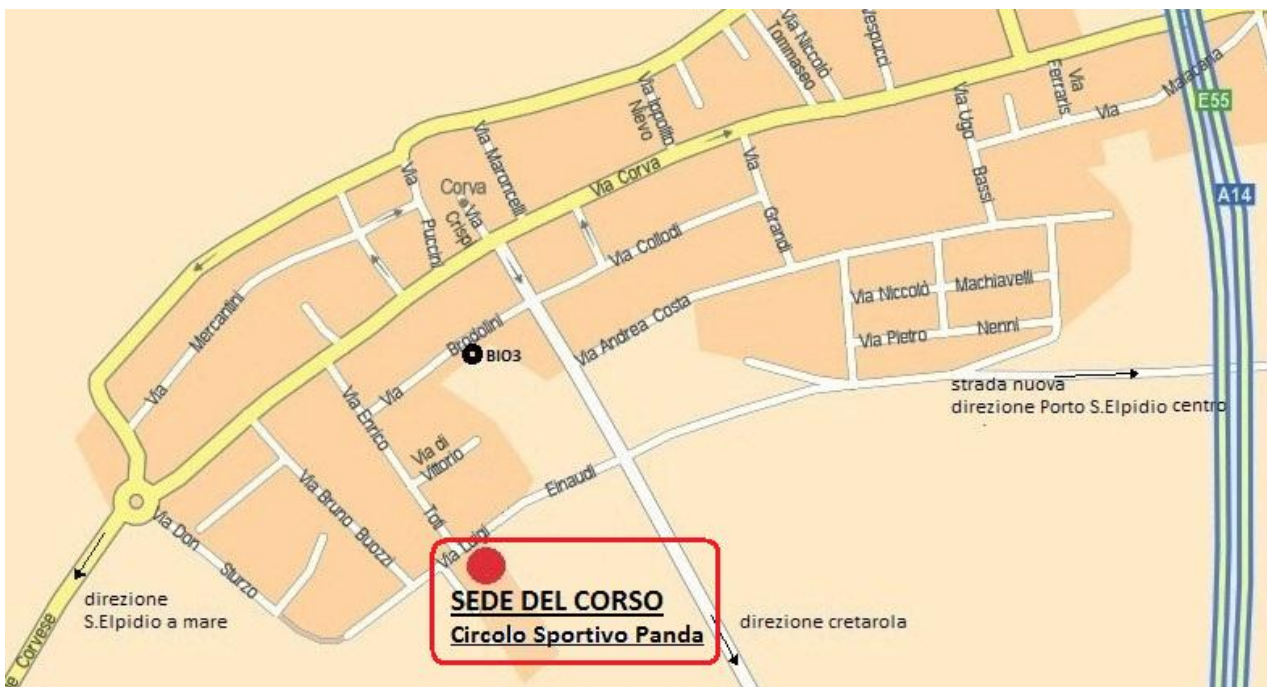 Via Niccolò
Tommaseo
Vespucci
Via Ippolito
Nievo
Via
Ferraris
Via Malacaria
E55
Via Ugo
Bassi
A14
Via Maroncelli
Via Corva
Corva
Via
Crispi
Via
Puccini
Via
Grandi
Via Collodi
Via Mercantini
Via Niccolò Machiavelli
Via Andrea Costa
Via Pietro Nenni
Via Brodolini
BIO3
strada nuova
direzione Porto S.Elpidio centro
Via Enrico
Toti
Via di
Vittorio
Via Bruno Buozzi
Via Luigi Einaudi
Via Don
Sturzo
SEDE DEL CORSO
Circolo Sportivo Panda
direzione
S.Elpidio a mare
direzione cretarola
Corvese